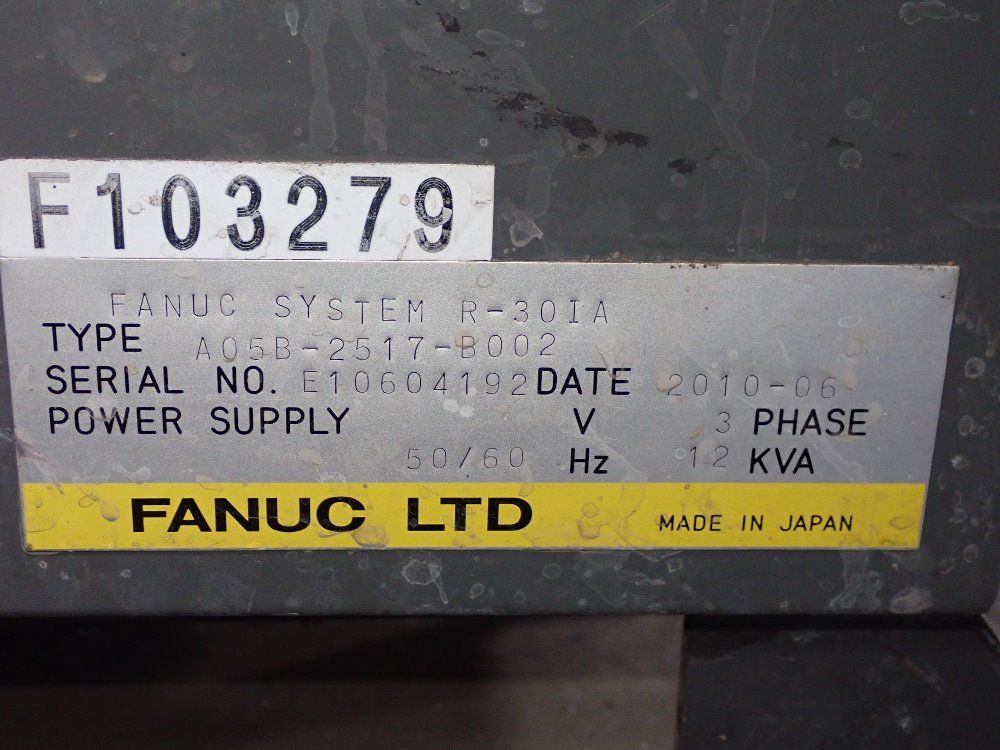 F103279
FANUC SYSTEM R-30IA
TYPE A05B-2517-B002
SERIAL NO. E10604192 DATE 2010-06
POWER SUPPLY V 3 PHASE
50/60 Hz 12 KVA
FANUC LTD MADE IN JAPAN